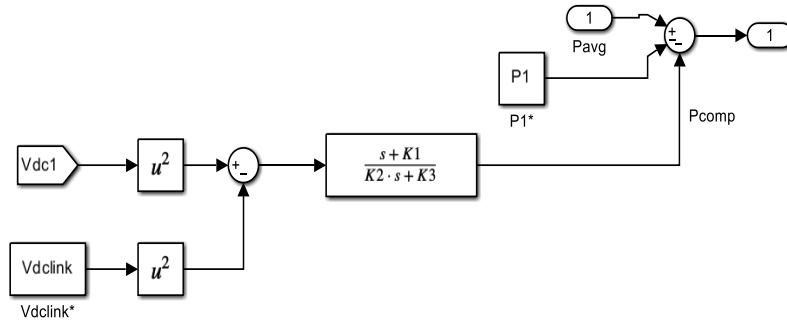 1
Pavg
+
−
−
1
P1
P1*
Pcomp
Vdc1
u²
+
−
s + K1
K2 · s + K3
Vdclink
u²
Vdclink*